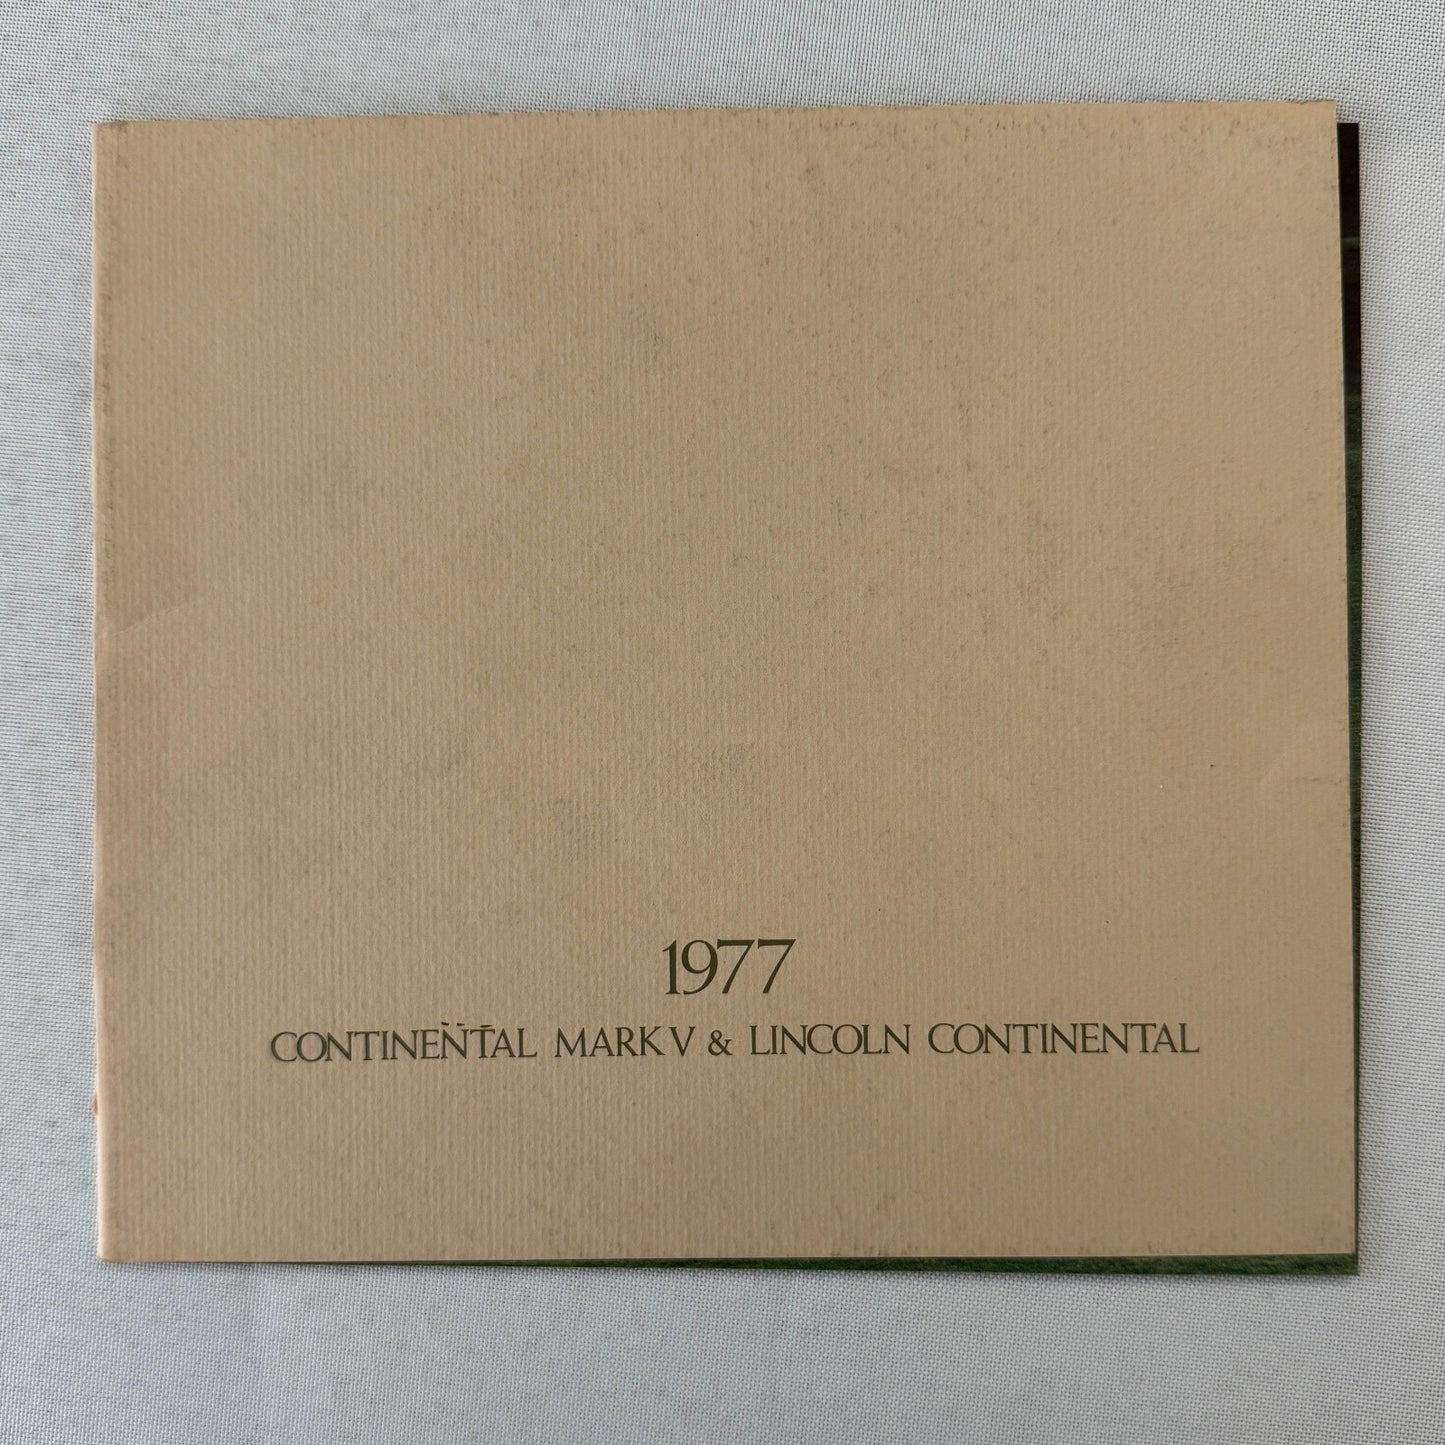 1977
CONTINENTAL MARK V & LINCOLN CONTINENTAL